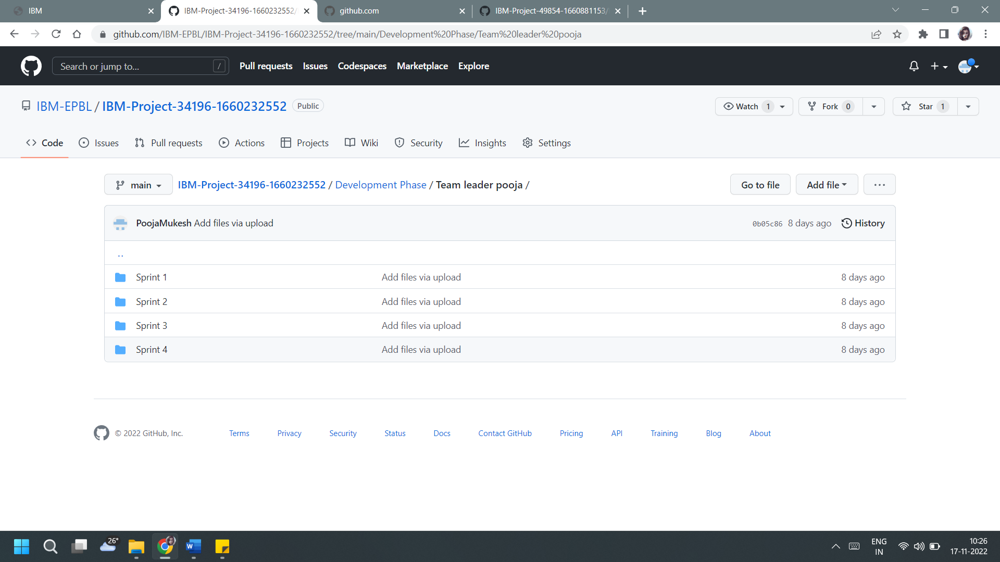 IBM
IBM-Project-34196-1660232552/
github.com
IBM-Project-49854-1660881153/
github.com/IBM-EPBL/IBM-Project-34196-1660232552/tree/main/Development%20Phase/Team%20leader%20pooja
Search or jump to... /
Pull requests Issues Codespaces Marketplace Explore
IBM-EPBL / IBM-Project-34196-1660232552 Public
Watch 1 Fork 0 Star 1
Code Issues Pull requests Actions Projects Wiki Security Insights Settings
main IBM-Project-34196-1660232552 / Development Phase / Team leader pooja /
Go to file Add file ...
PoojaMukesh Add files via upload 0b05c86 8 days ago History
..
Sprint 1 Add files via upload 8 days ago
Sprint 2 Add files via upload 8 days ago
Sprint 3 Add files via upload 8 days ago
Sprint 4 Add files via upload 8 days ago
© 2022 GitHub, Inc. Terms Privacy Security Status Docs Contact GitHub Pricing API Training Blog About
26°
W
ENG
IN
10:26
17-11-2022